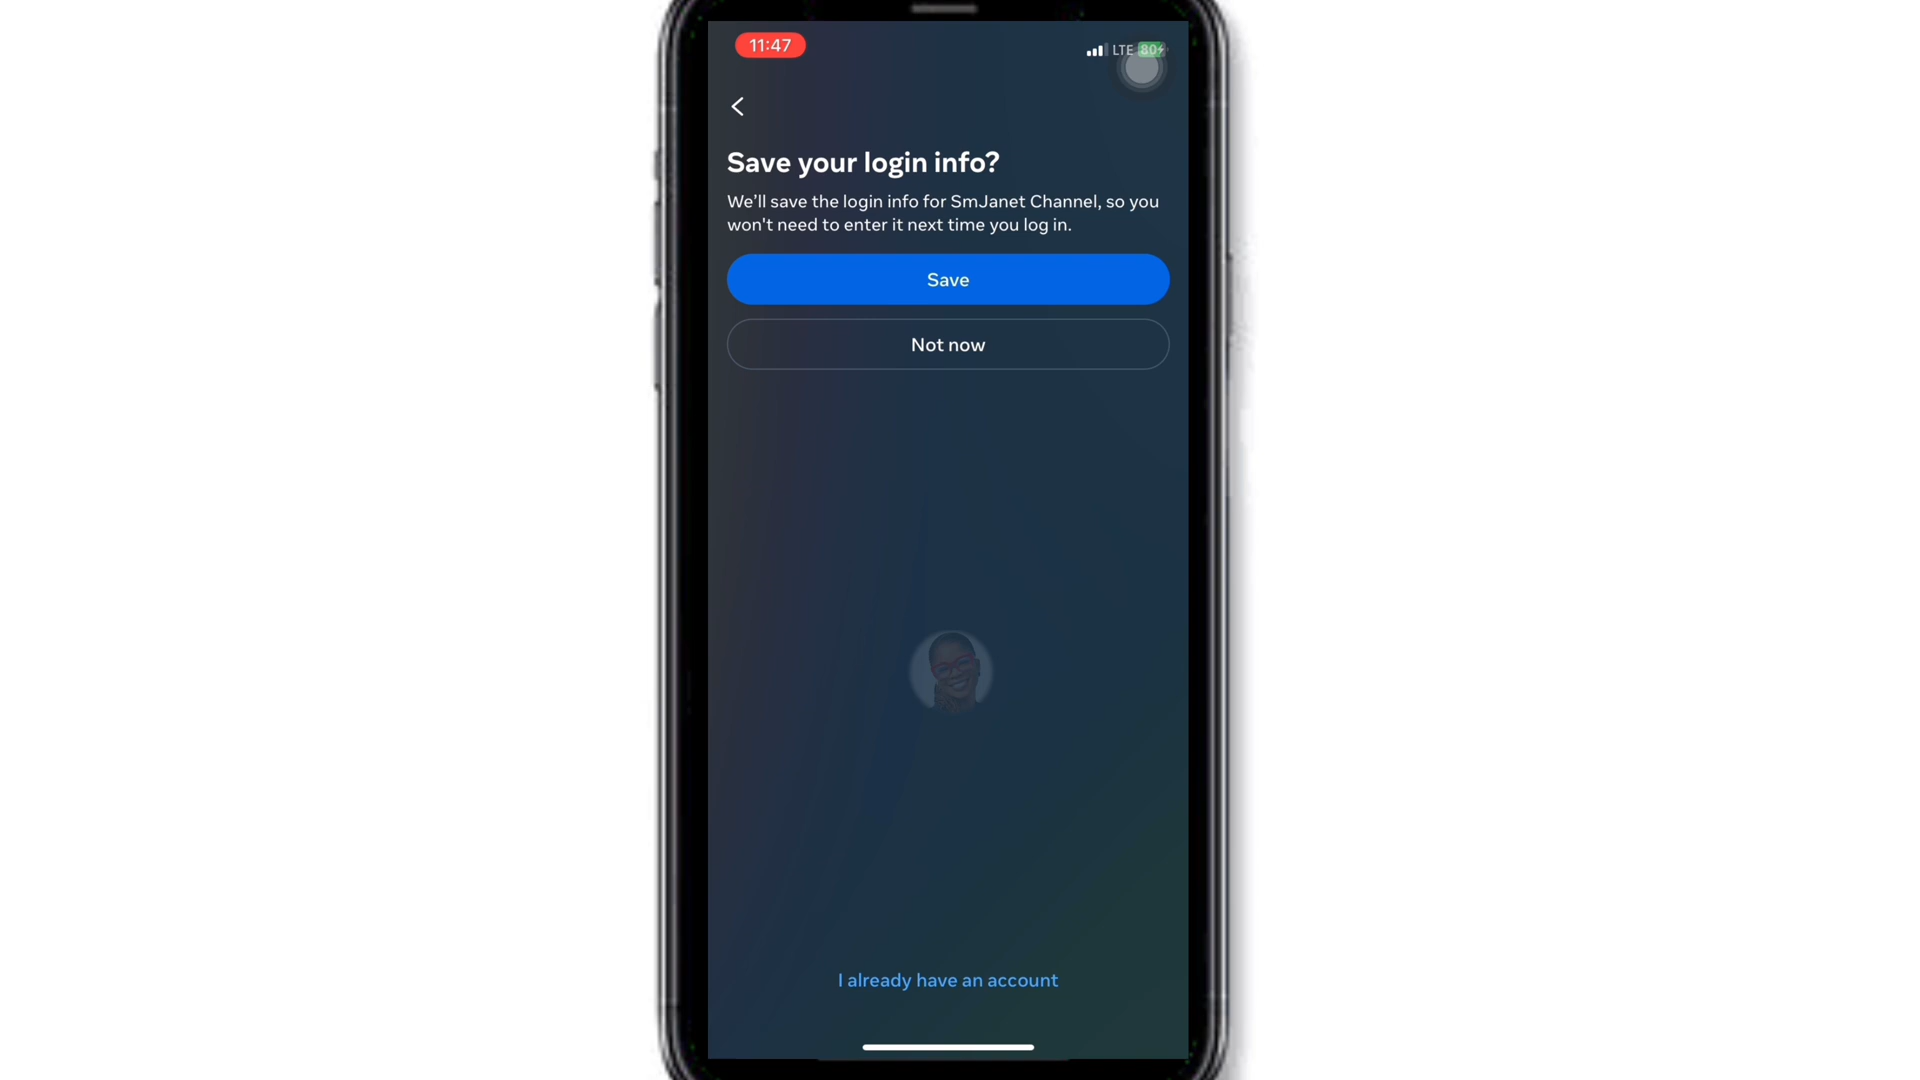 11:47
LTE 80
Save your login info?
We'll save the login info for SmJanet Channel, so you
won't need to enter it next time you log in.
Save
Not now
I already have an account